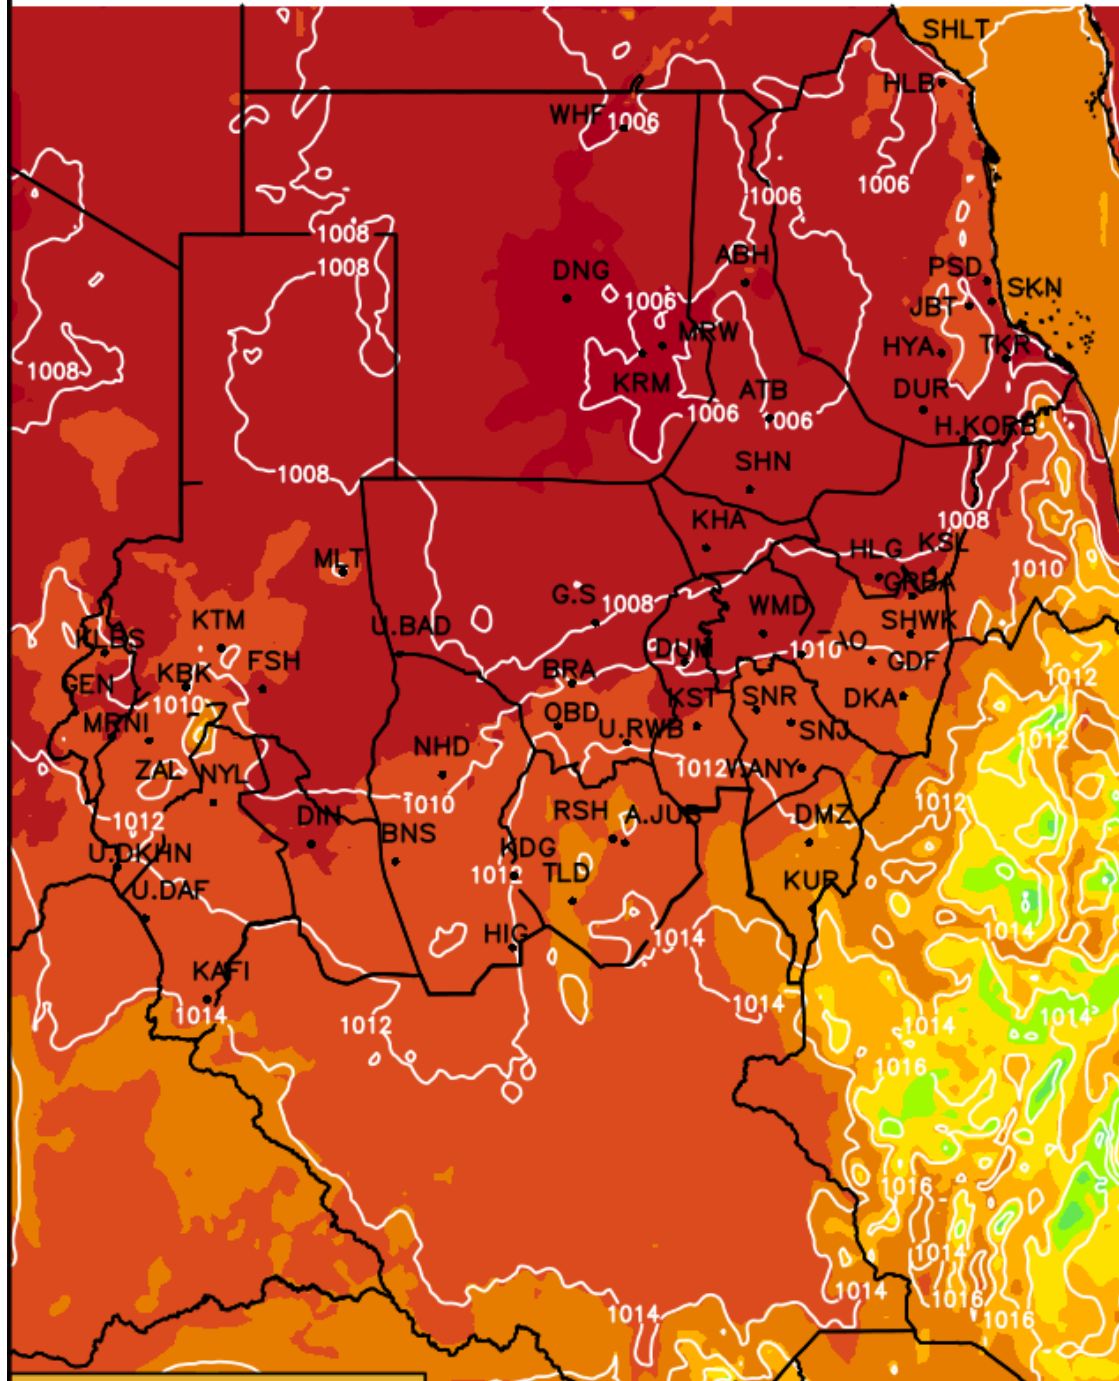 SHLT
HLB
WHF
1006
1006
1006
1008
1008
ABH
PSD
DNG
SKN
1006
JBT
MRW
HYA
TKR
1008
KRM
ATB
DUR
1006
1006
H.KORB
SHN
1008
KHA
1008
HLG
KSL
MLT
1010
GRBA
G.S
1008
WMD
KTM
U.BAD
SHWK
KLBS
1010
DUM
GDF
KBK
FSH
BRA
1012
GEN
KST
SNR
DKA
1010
MRNI
OBD
U.RWB
SNJ
1012
NHD
ZAL
NYL
1012
WANY
1010
1012
RSH
A.JUB
DMZ
1012
DIN
BNS
U.DKHN
KDG
1012
TLD
KUR
U.DAF
HIG
1014
1014
KAFI
1014
1014
1012
1014
1014
1016
1016
1014
1014
1016
1014
1016